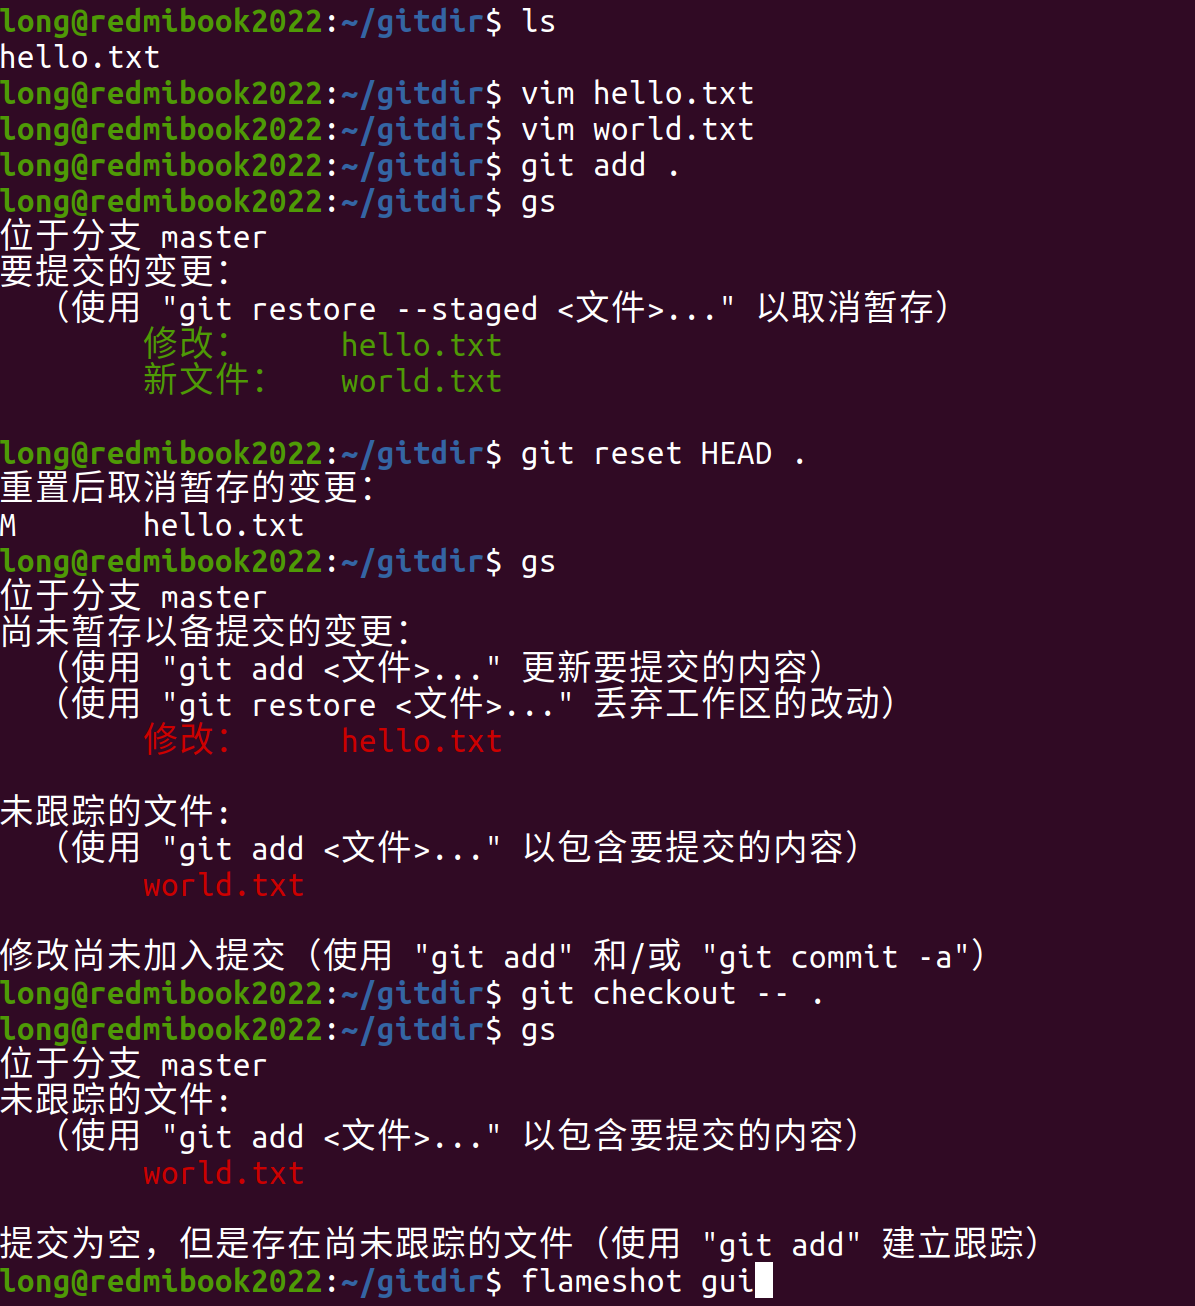 long@redmibook2022:~/gitdir$ ls
hello.txt
long@redmibook2022:~/gitdir$ vim hello.txt
long@redmibook2022:~/gitdir$ vim world.txt
long@redmibook2022:~/gitdir$ git add .
long@redmibook2022:~/gitdir$ gs
位于分支 master
要提交的变更：
  （使用 "git restore --staged <文件>..." 以取消暂存）
        修改：     hello.txt
        新文件：   world.txt
long@redmibook2022:~/gitdir$ git reset HEAD .
重置后取消暂存的变更：
M       hello.txt
long@redmibook2022:~/gitdir$ gs
位于分支 master
尚未暂存以备提交的变更：
  （使用 "git add <文件>..." 更新要提交的内容）
  （使用 "git restore <文件>..." 丢弃工作区的改动）
        修改：     hello.txt
未跟踪的文件:
  （使用 "git add <文件>..." 以包含要提交的内容）
        world.txt
修改尚未加入提交（使用 "git add" 和/或 "git commit -a"）
long@redmibook2022:~/gitdir$ git checkout -- .
long@redmibook2022:~/gitdir$ gs
位于分支 master
未跟踪的文件:
  （使用 "git add <文件>..." 以包含要提交的内容）
        world.txt
提交为空，但是存在尚未跟踪的文件（使用 "git add" 建立跟踪）
long@redmibook2022:~/gitdir$ flameshot gui